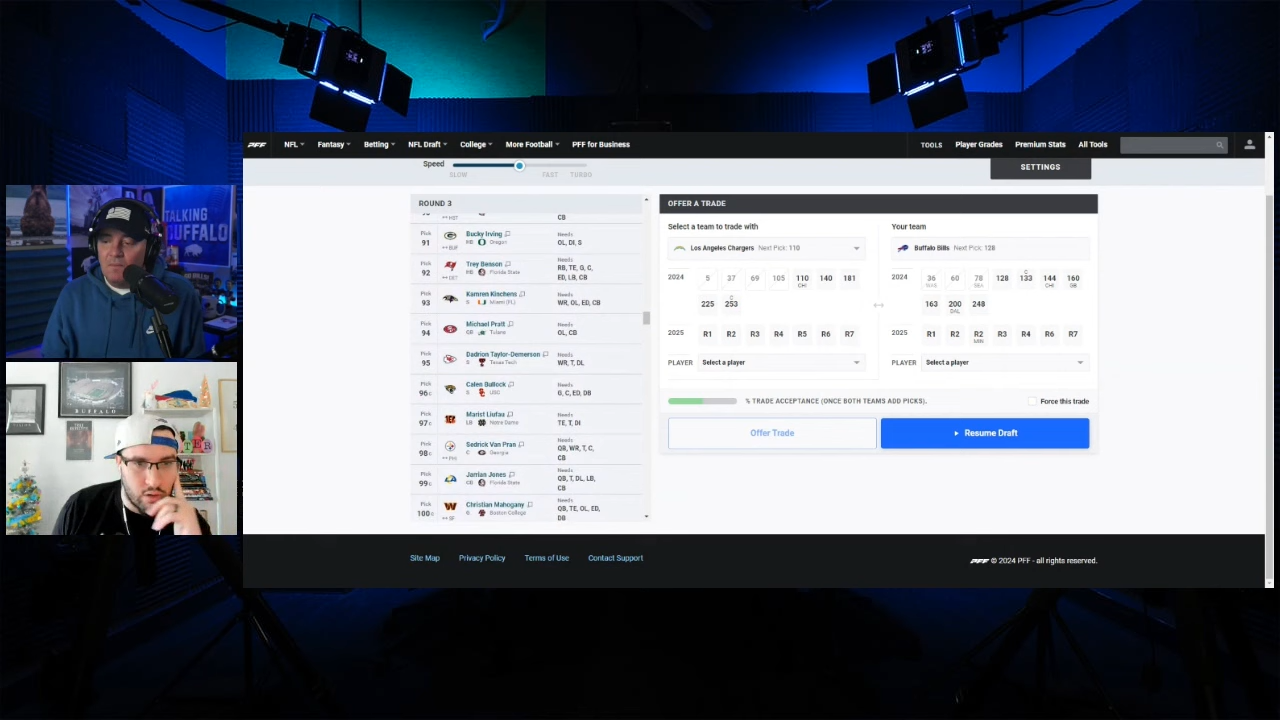 PFF NFL Fantasy Betting NFL Draft College More Football PFF for Business TOOLS Player Grades Premium Stats All Tools
Speed
SLOW FAST TURBO
SETTINGS
TALKING
BUFFALO
BUFFALO
ROUND 3
CB
Pick 91 Bucky Irving HB Oregon Needs OL, DI, S
Pick 92 Trey Benson HB Florida State Needs RB, TE, G, C, ED, LB, CB
Pick 93 Kamren Kinchens S Miami (FL) Needs WR, OL, ED, CB
Pick 94 Michael Pratt QB Tulane Needs OL, CB
Pick 95 Dadrion Taylor-Demerson S Texas Tech Needs WR, T, DL
Pick 96 C Calen Bullock S USC Needs G, C, ED, DB
Pick 97 C Marist Liufau LB Notre Dame Needs TE, T, DI
Pick 98 C Sedrick Van Pran C Georgia Needs QB, WR, T, C, CB
Pick 99 C Jarrian Jones CB Florida State Needs QB, T, DL, LB, CB
Pick 100 C Christian Mahogany G Boston College Needs QB, TE, OL, ED, DB
OFFER A TRADE
Select a team to trade with
Los Angeles Chargers Next Pick: 110
2024 5 37 69 105 110 CHI 140 181
225 C 253
2025 R1 R2 R3 R4 R5 R6 R7
PLAYER Select a player
Your team
Buffalo Bills Next Pick: 128
2024 36 WAS 60 78 SEA 128 C 133 144 CHI 160 GB
163 200 DAL 248
2025 R1 R2 R2 MIN R3 R4 R6 R7
PLAYER Select a player
% TRADE ACCEPTANCE (ONCE BOTH TEAMS ADD PICKS).
Force this trade
Offer Trade
Resume Draft
Site Map Privacy Policy Terms of Use Contact Support
PFF © 2024 PFF - all rights reserved.